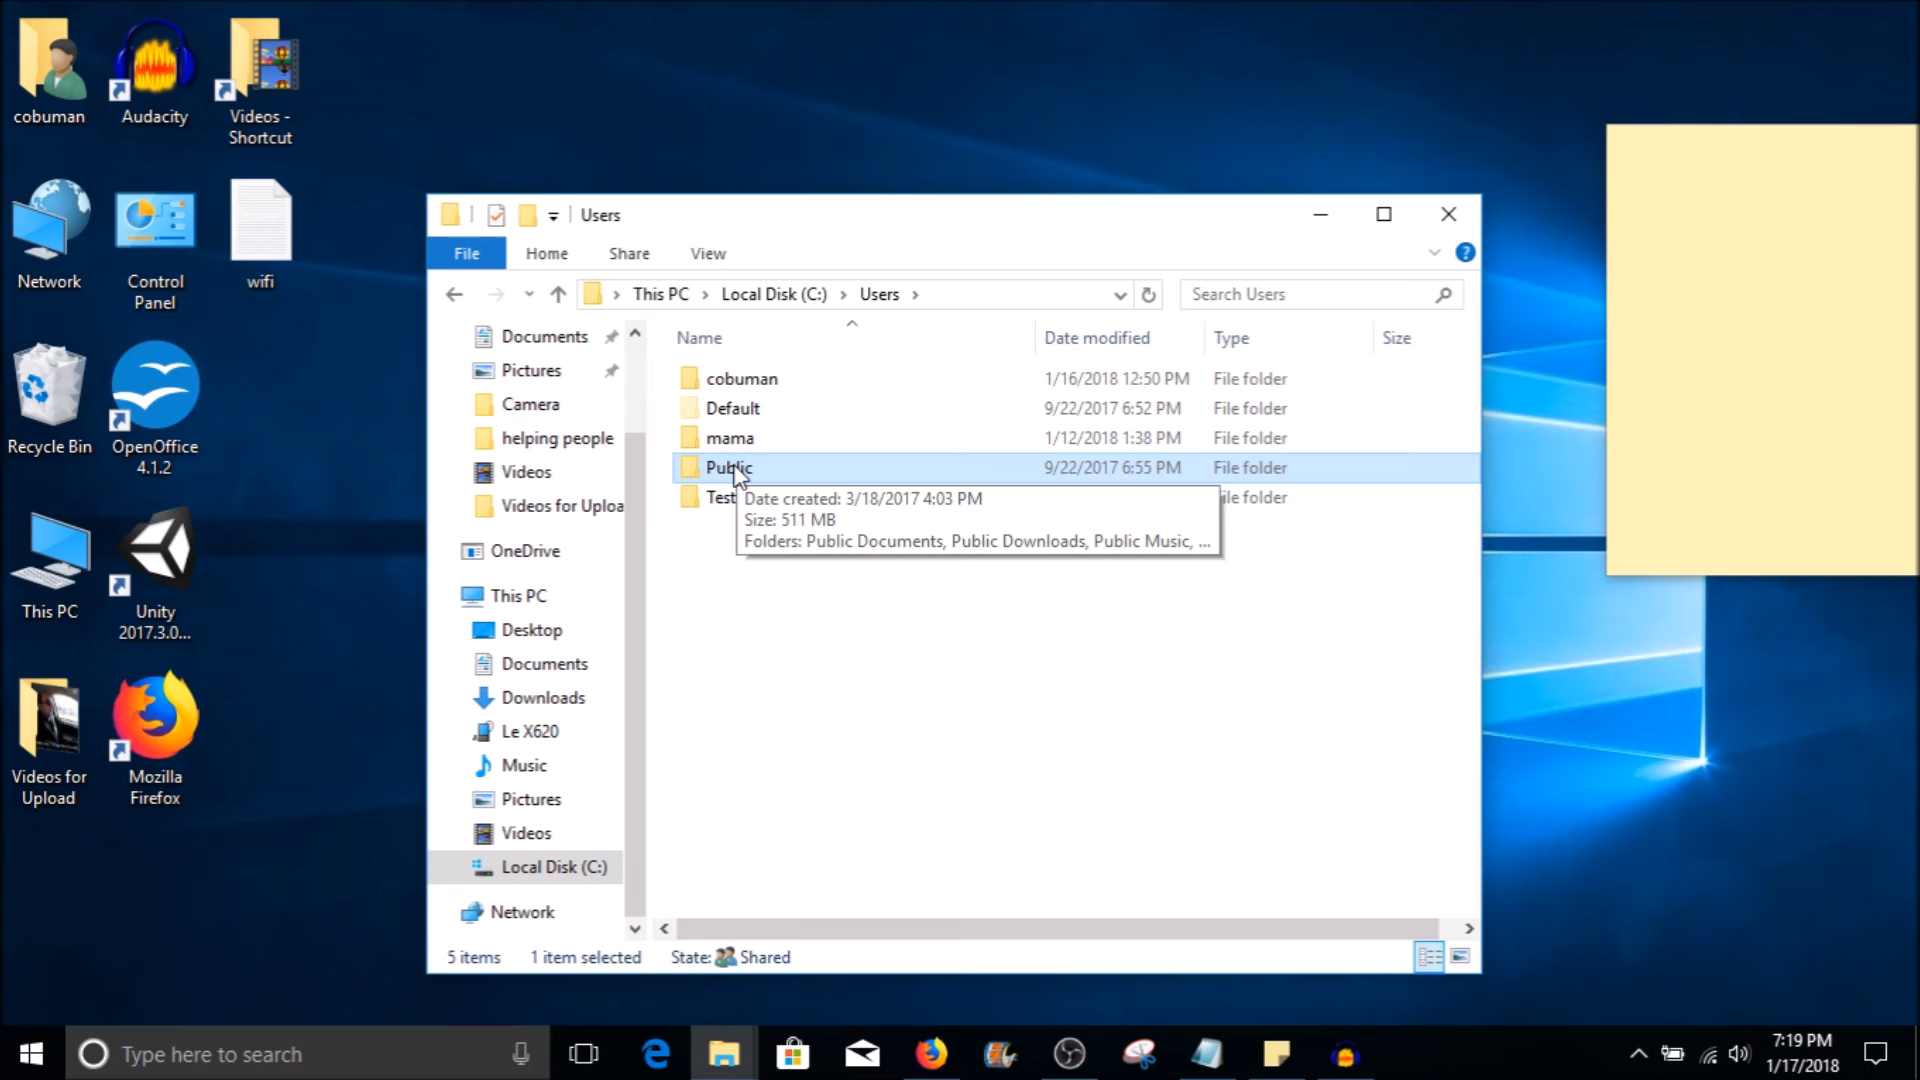 cobuman
Audacity
Videos -
Shortcut
Network
Control
Panel
wifi
Recycle Bin
OpenOffice
4.1.2
This PC
Unity
2017.3.0...
Videos for
Upload
Mozilla
Firefox
Users
File Home Share View
This PC Local Disk (C:) Users
Search Users
Documents
Pictures
Camera
helping people
Videos
Videos for Uploa
OneDrive
This PC
Desktop
Documents
Downloads
Le X620
Music
Pictures
Videos
Local Disk (C:)
Network
Name Date modified Type Size
cobuman 1/16/2018 12:50 PM File folder
Default 9/22/2017 6:52 PM File folder
mama 1/12/2018 1:38 PM File folder
Public 9/22/2017 6:55 PM File folder
Test ile folder
Date created: 3/18/2017 4:03 PM
Size: 511 MB
Folders: Public Documents, Public Downloads, Public Music, ...
5 items 1 item selected State: Shared
Type here to search
7:19 PM
1/17/2018